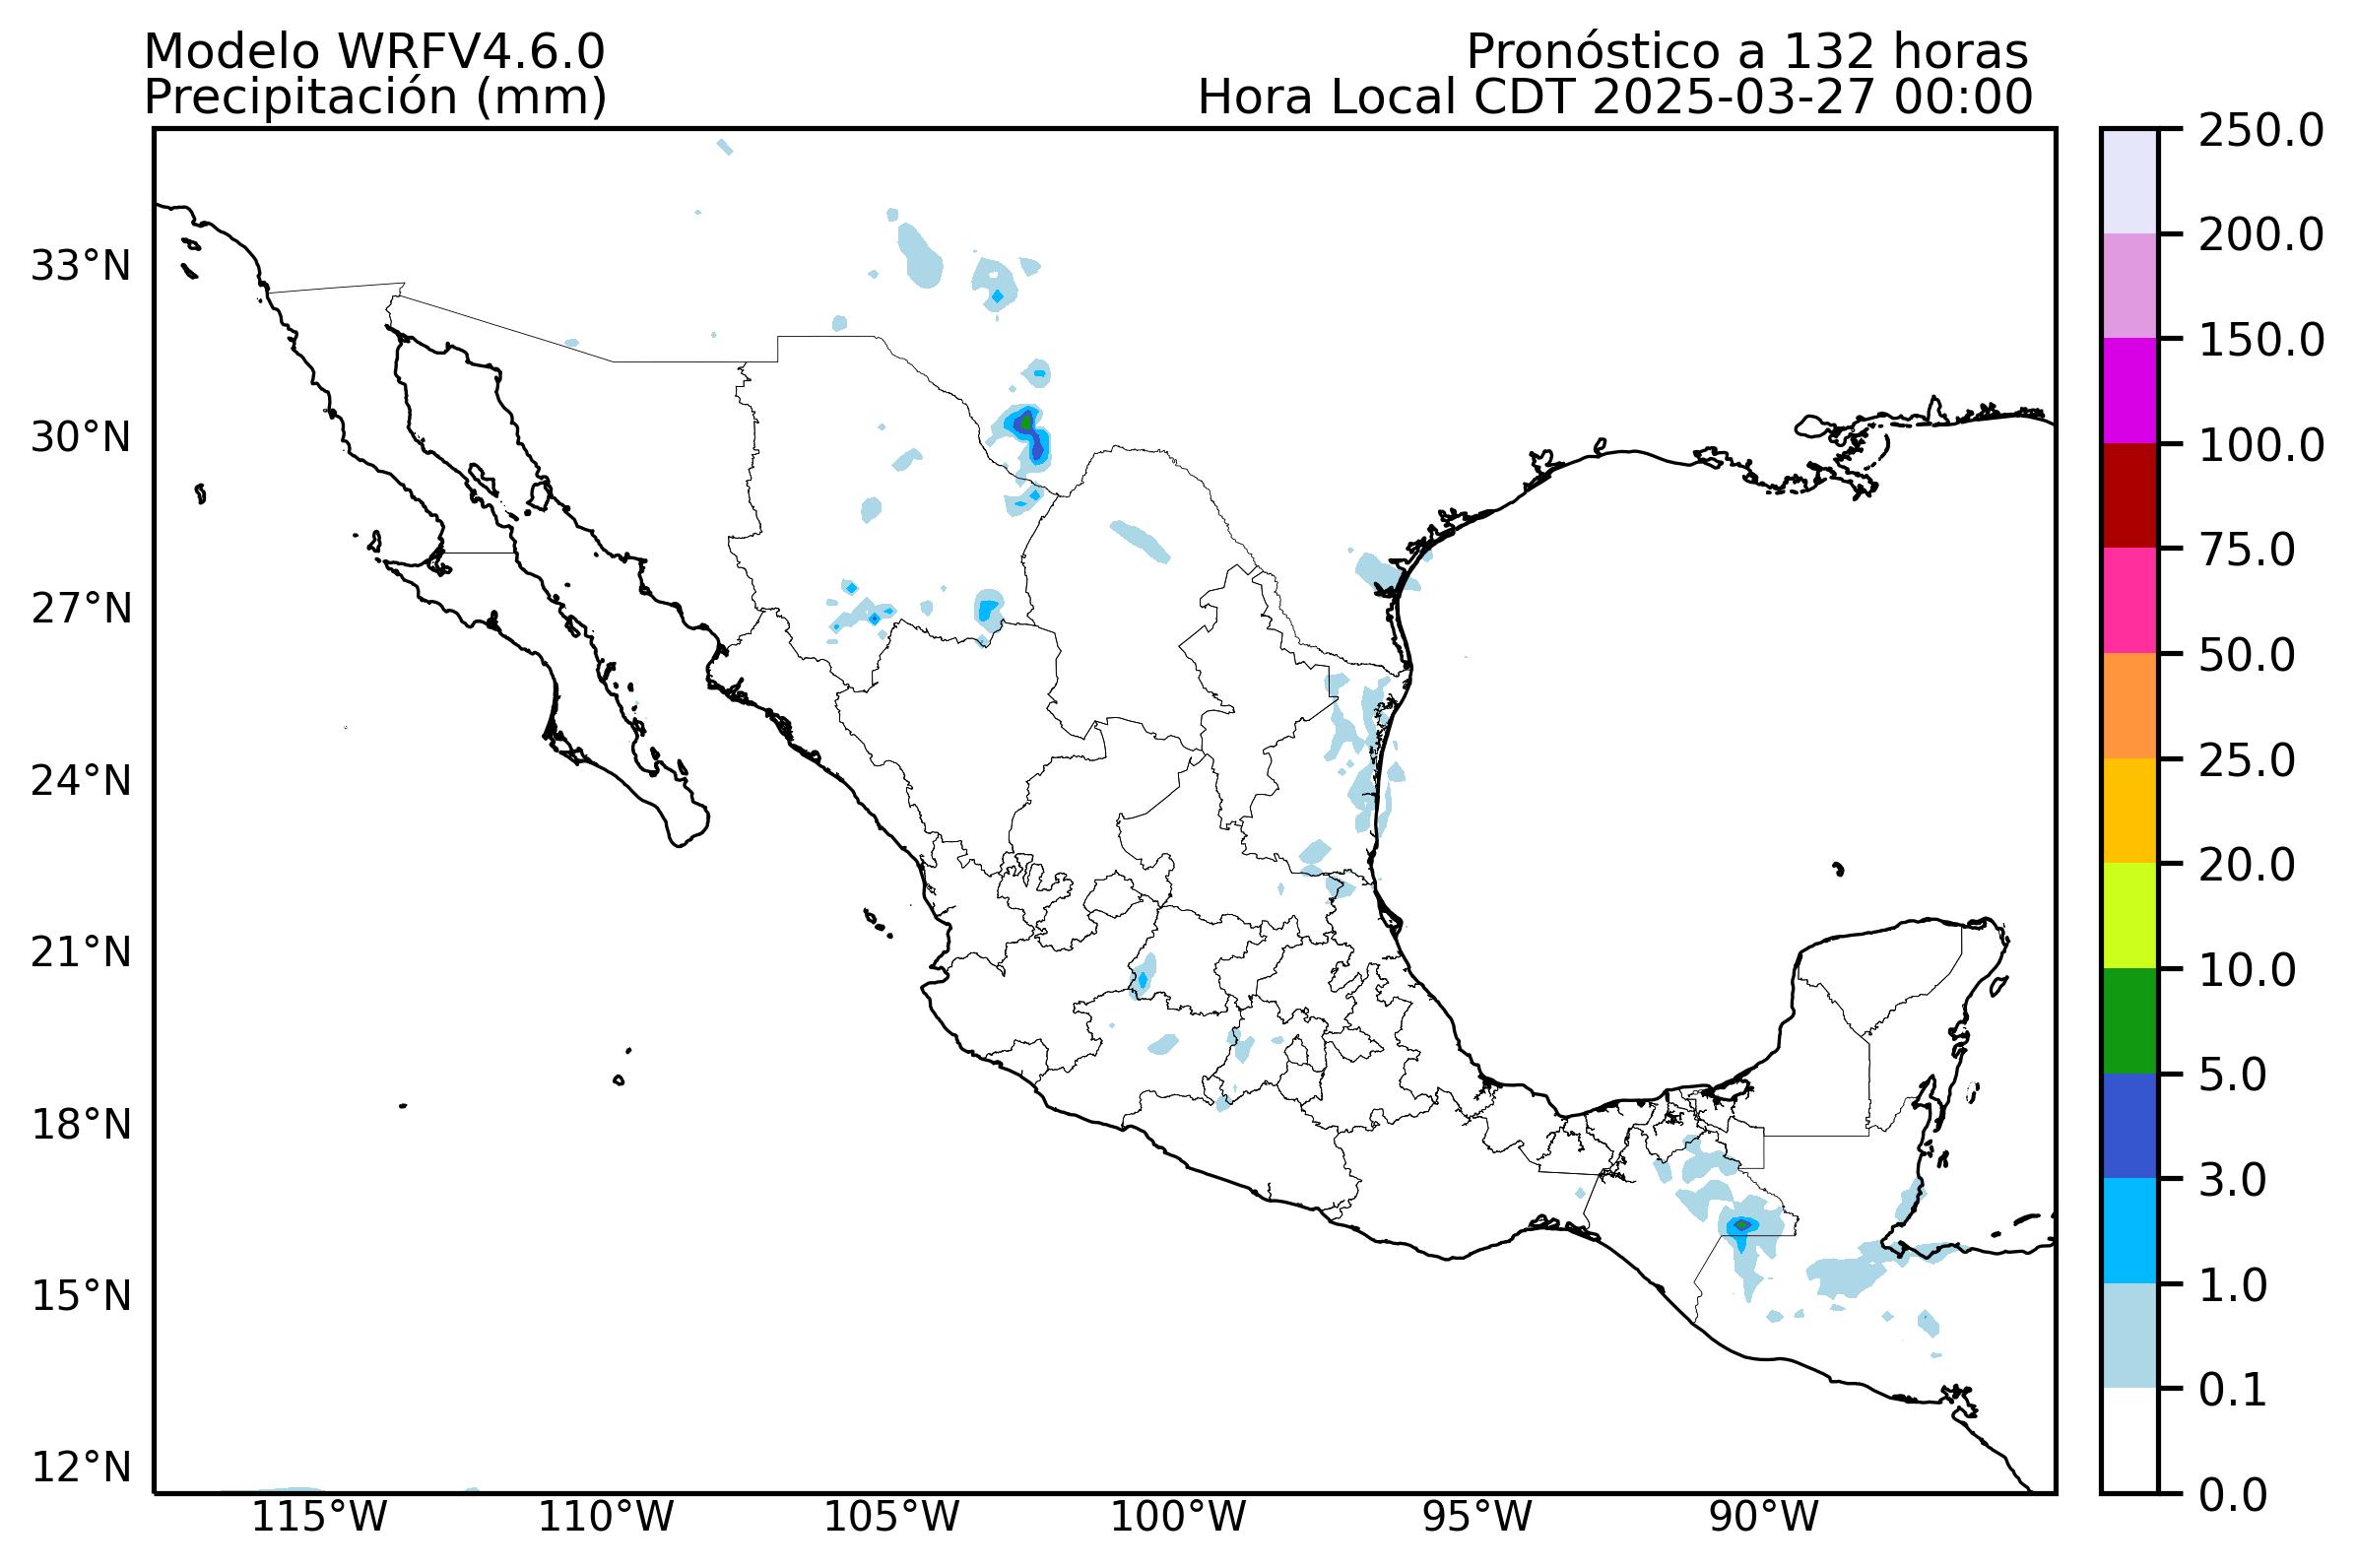 Modelo WRFV4.6.0
Precipitación (mm)
Pronóstico a 132 horas
Hora Local CDT 2025-03-27 00:00
33°N
30°N
27°N
24°N
21°N
18°N
15°N
12°N
115°W
110°W
105°W
100°W
95°W
90°W
250.0
200.0
150.0
100.0
75.0
50.0
25.0
20.0
10.0
5.0
3.0
1.0
0.1
0.0